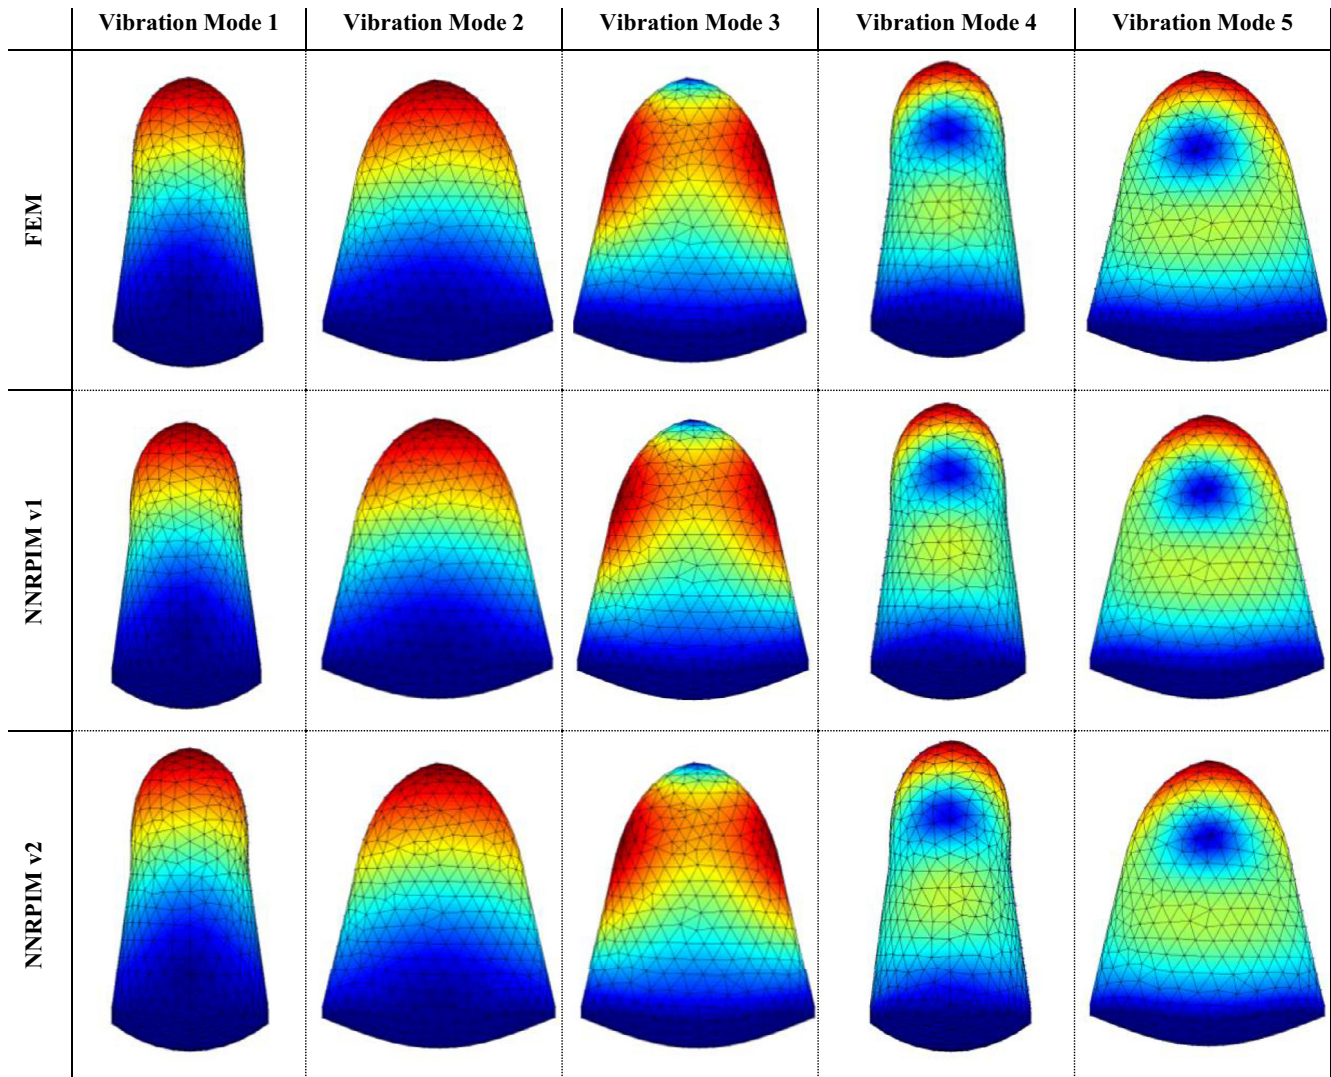 Vibration Mode 1 Vibration Mode 2 Vibration Mode 3 Vibration Mode 4 Vibration Mode 5
FEM
NNRPIM v1
NNRPIM v2